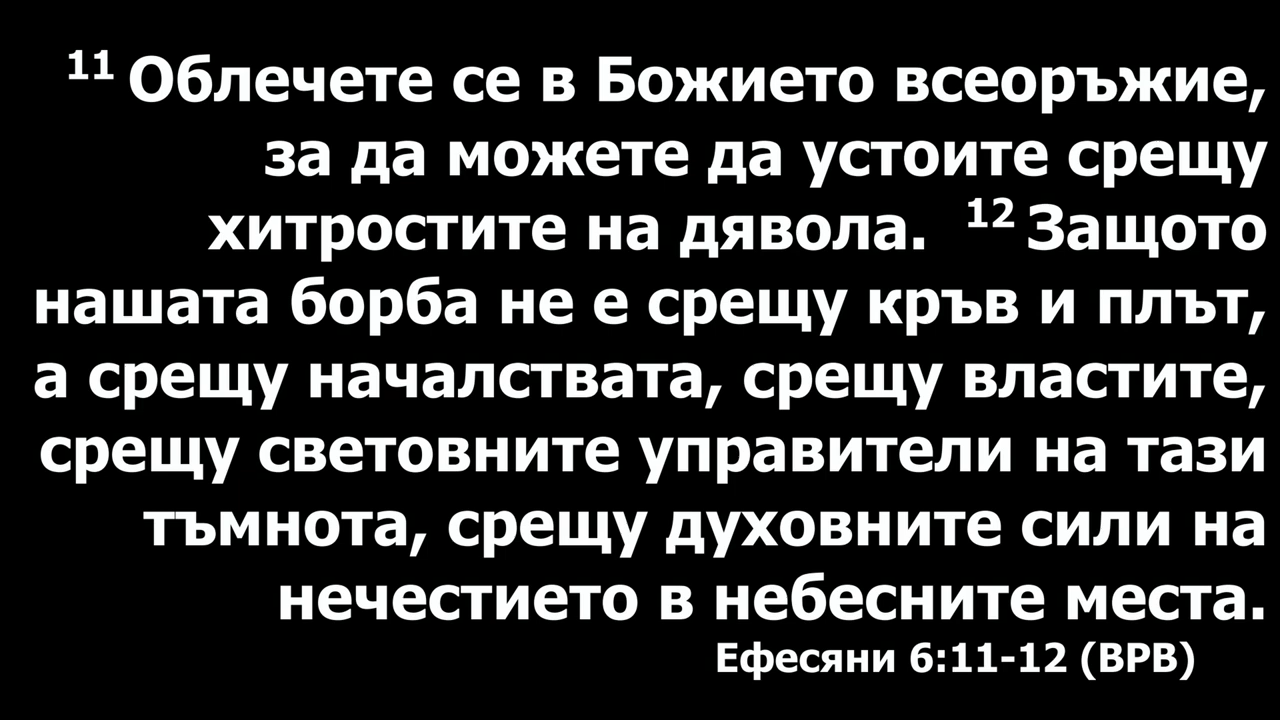 11 Облечете се в Божието всеоръжие,
за да можете да устоите срещу
хитростите на дявола. 12 Защото
нашата борба не е срещу кръв и плът,
а срещу началствата, срещу властите,
срещу световните управители на тази
тъмнота, срещу духовните сили на
нечестието в небесните места.
Ефесяни 6:11-12 (ВРВ)